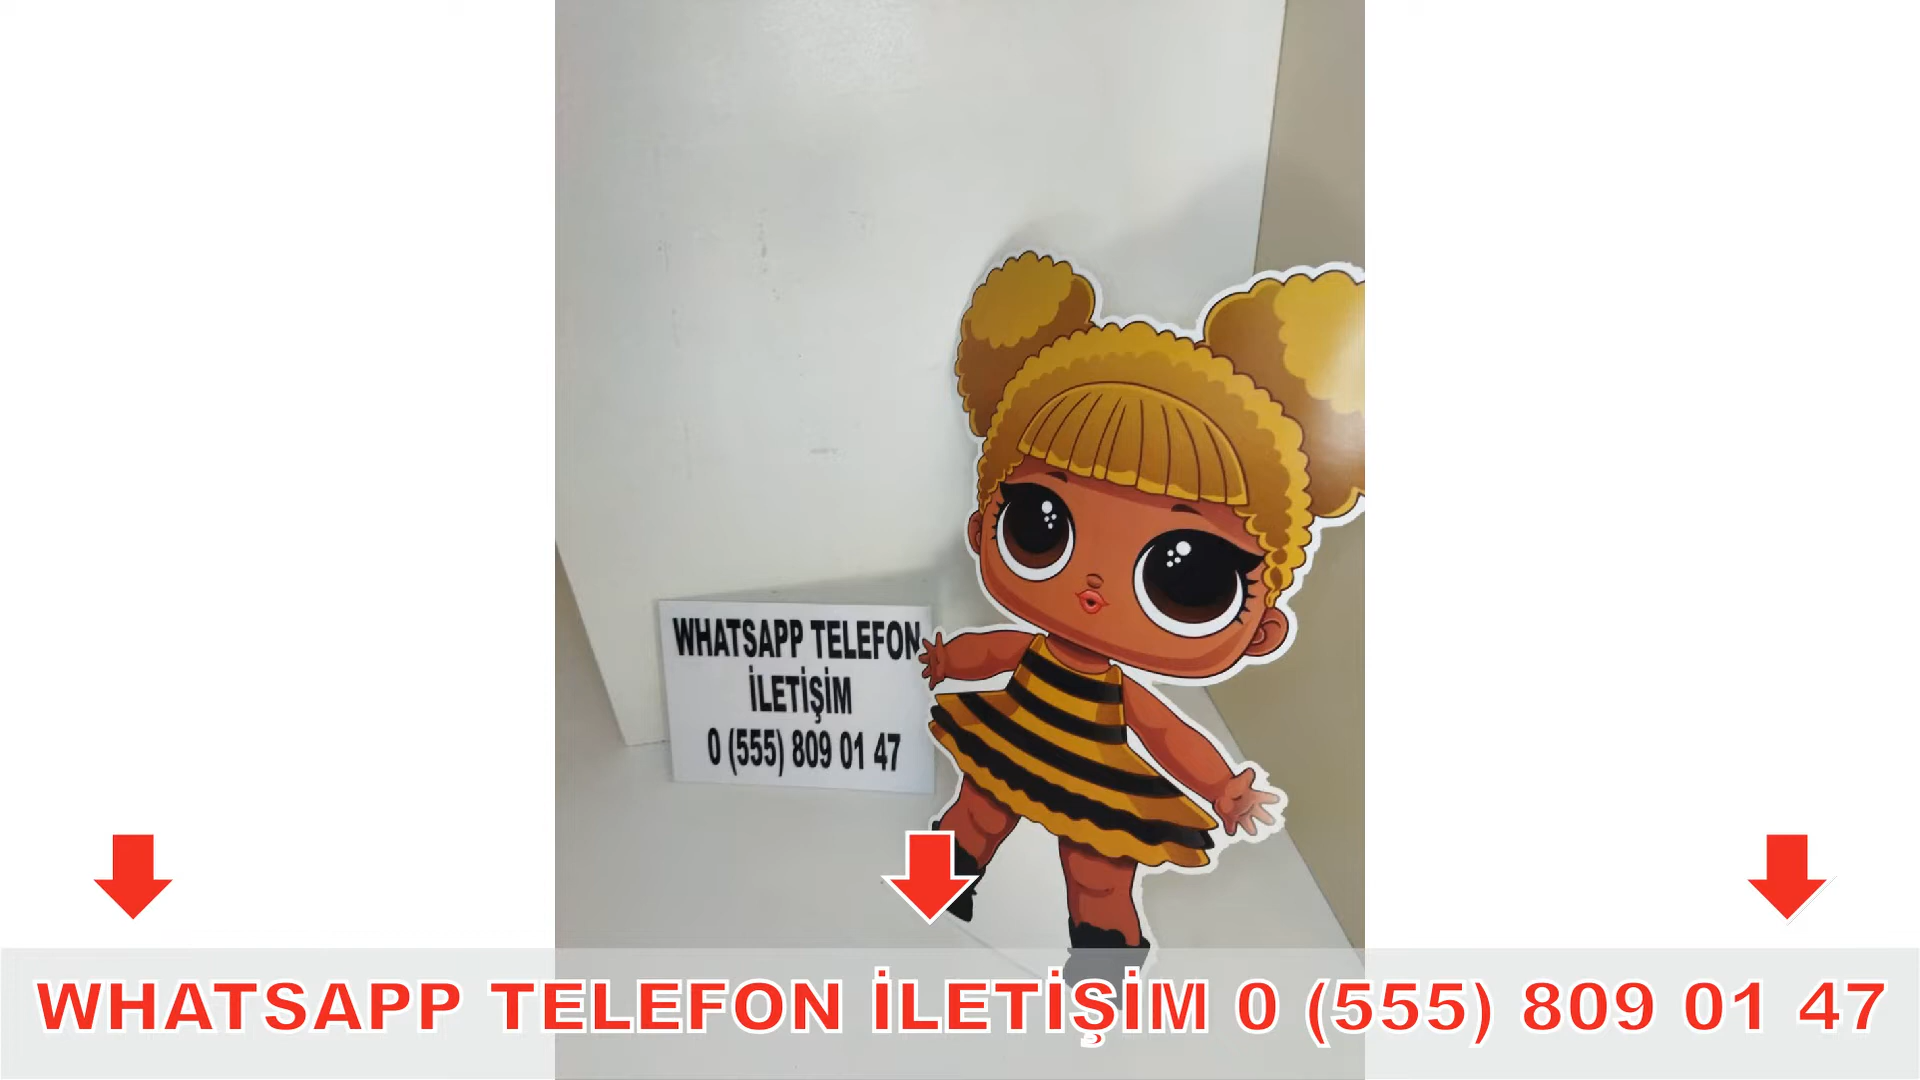 WHATSAPP TELEFON
İLETİŞİM
0 (555) 809 01 47
WHATSAPP TELEFON İLETİŞİM 0 (555) 809 01 47